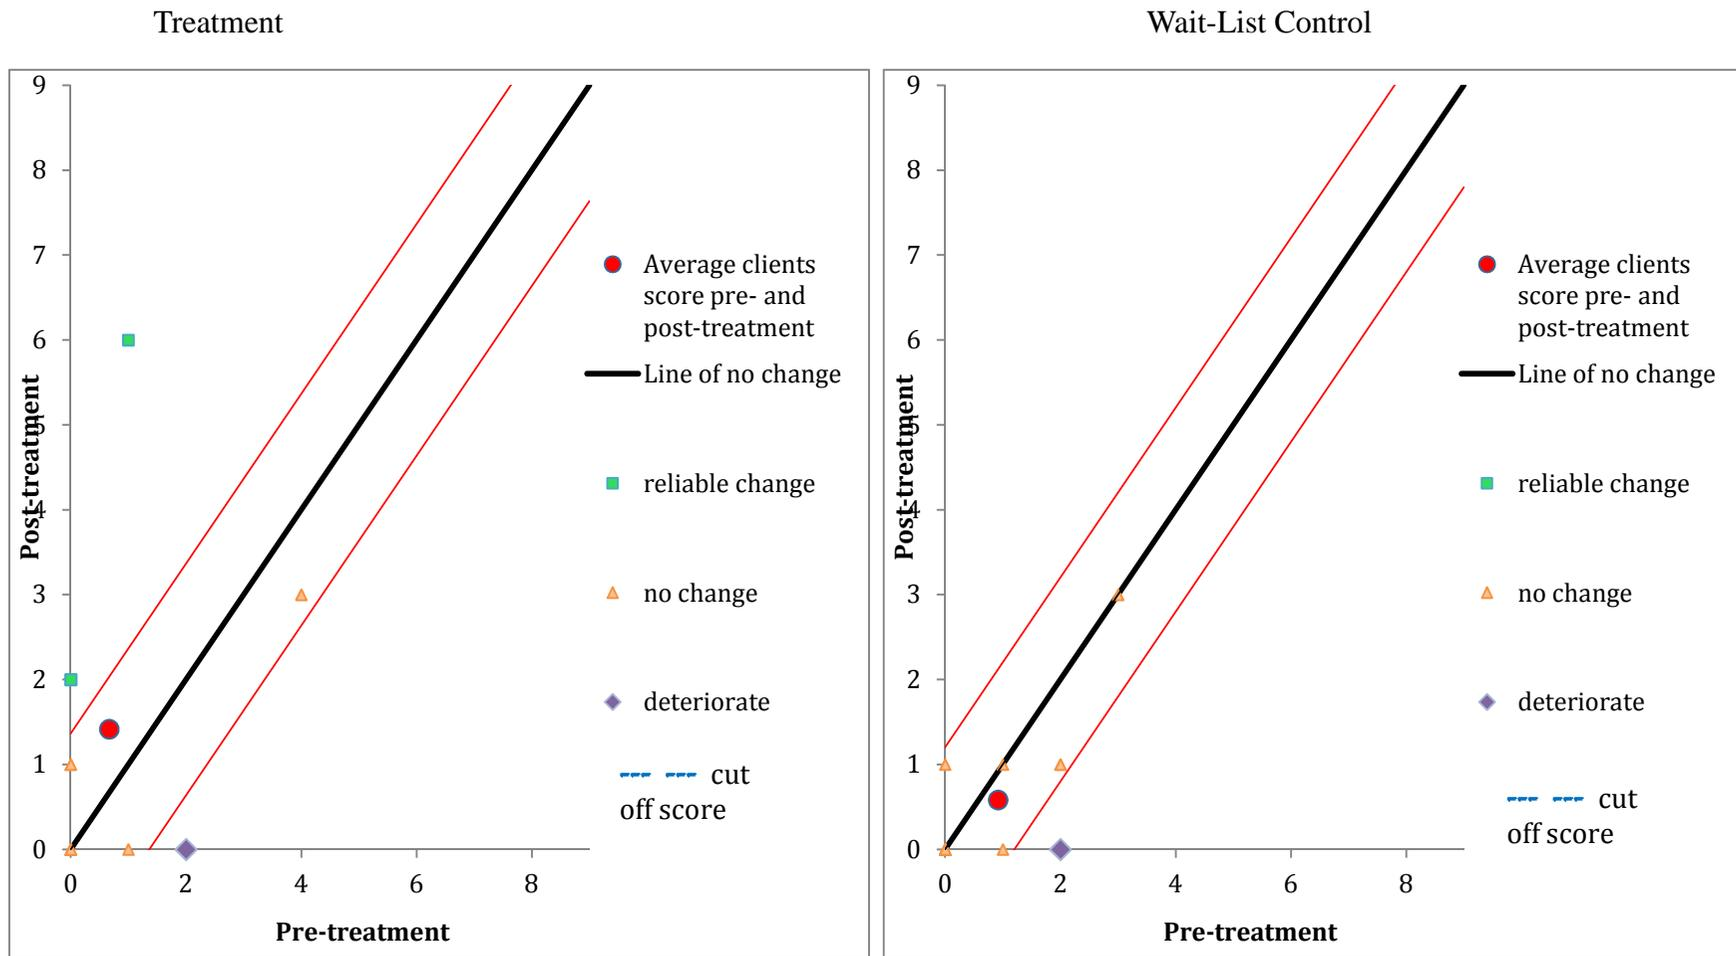 Treatment
Wait-List Control
9
8
7
6
5
4
3
2
1
0
0 2 4 6 8
Post-treatment
Pre-treatment
Average clients
score pre- and
post-treatment
Line of no change
reliable change
no change
deteriorate
cut
off score
9
8
7
6
5
4
3
2
1
0
0 2 4 6 8
Post-treatment
Pre-treatment
Average clients
score pre- and
post-treatment
Line of no change
reliable change
no change
deteriorate
cut
off score